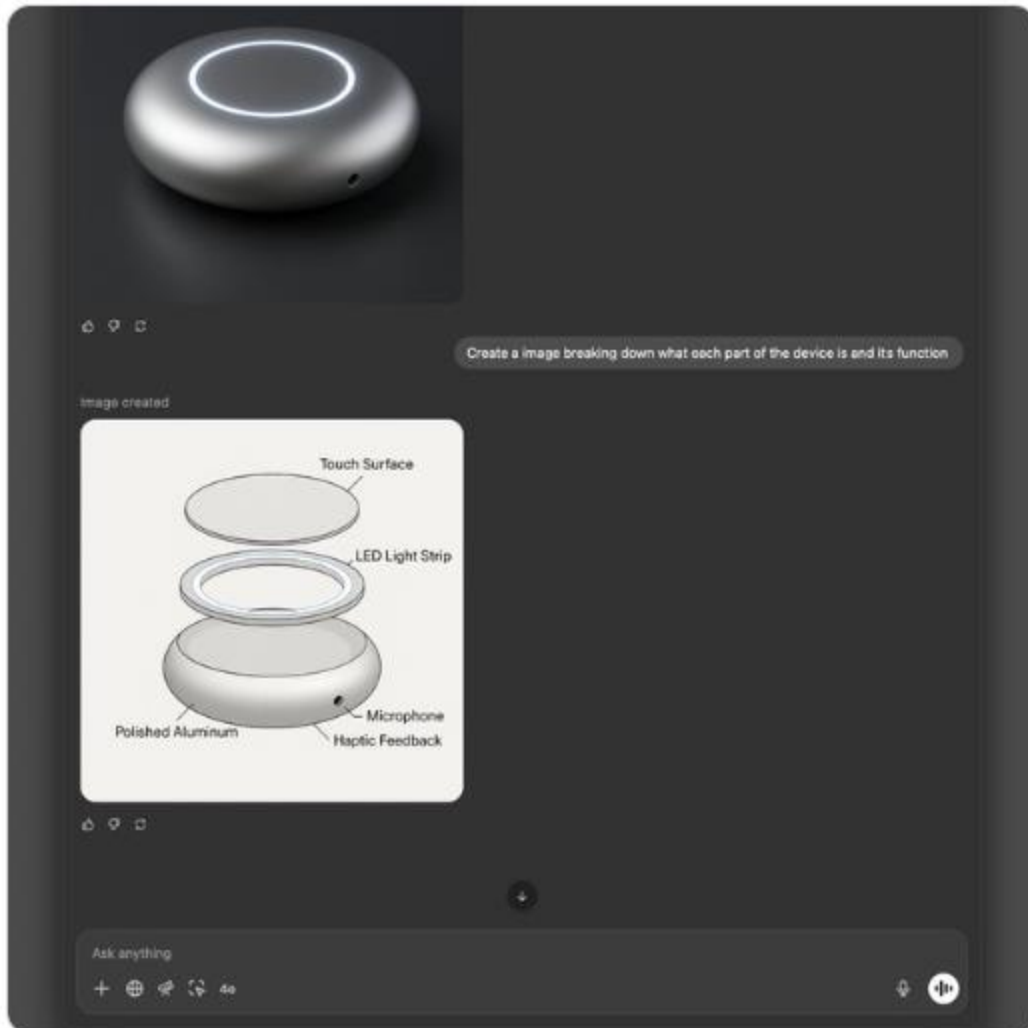 Create a image breaking down what each part of the device is and its function
Image created
Touch Surface
LED Light Strip
Microphone
Polished Aluminum
Haptic Feedback
Ask anything
4o